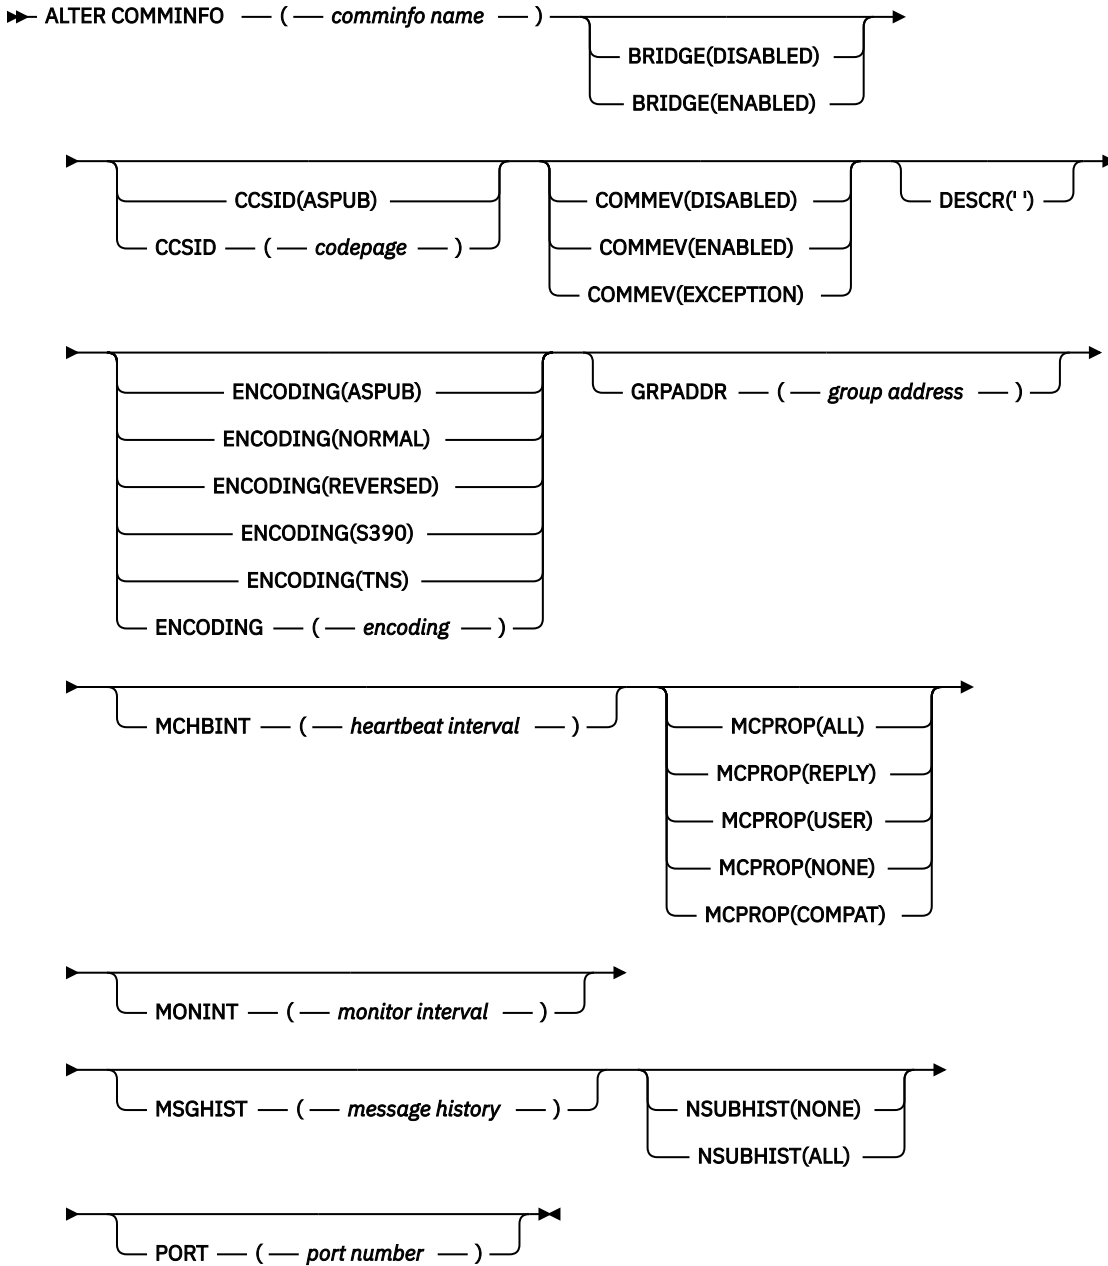 ALTER COMMINFO ( comminfo name )
BRIDGE(DISABLED)
BRIDGE(ENABLED)
CCSID(ASPUB)
CCSID ( codepage )
COMMEV(DISABLED)
COMMEV(ENABLED)
COMMEV(EXCEPTION)
DESCR(' ')
ENCODING(ASPUB)
ENCODING(NORMAL)
ENCODING(REVERSED)
ENCODING(S390)
ENCODING(TNS)
ENCODING ( encoding )
GRPADDR ( group address )
MCHBINT ( heartbeat interval )
MCPROP(ALL)
MCPROP(REPLY)
MCPROP(USER)
MCPROP(NONE)
MCPROP(COMPAT)
MONINT ( monitor interval )
MSGHIST ( message history )
NSUBHIST(NONE)
NSUBHIST(ALL)
PORT ( port number )